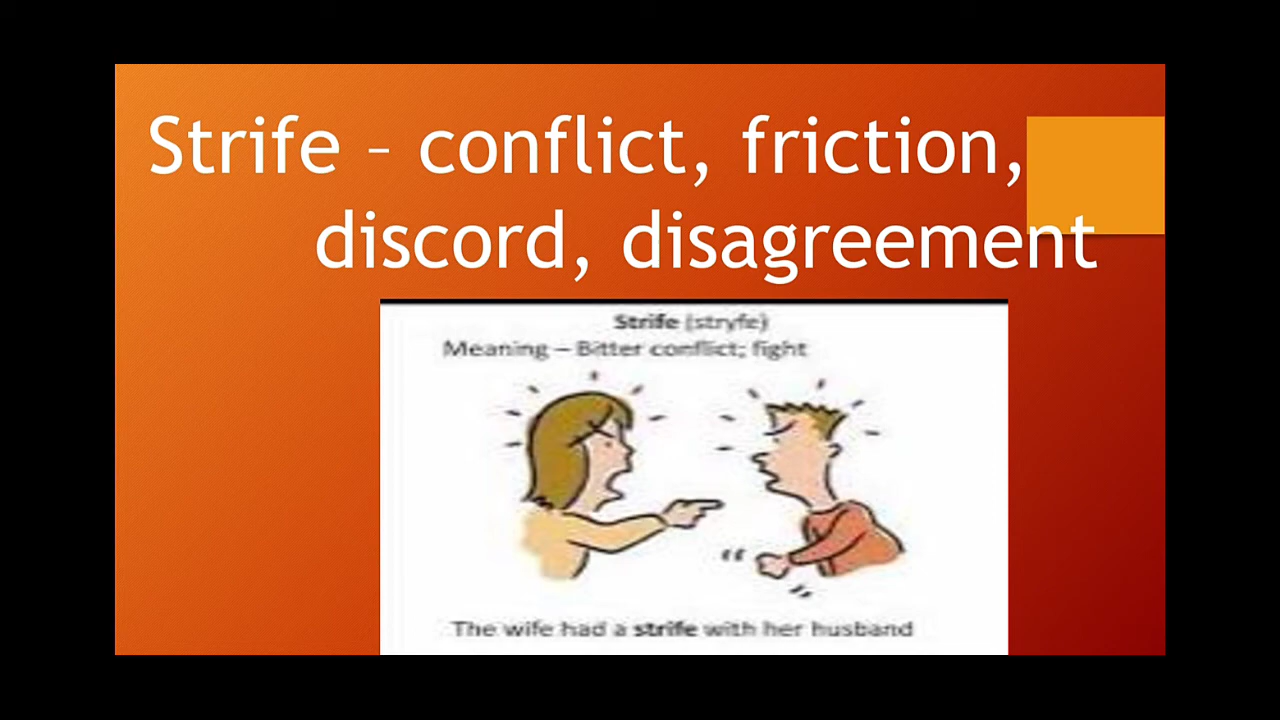 Strife – conflict, friction,
discord, disagreement
Strife (stryfe)
Meaning – Bitter conflict; fight
The wife had a strife with her husband